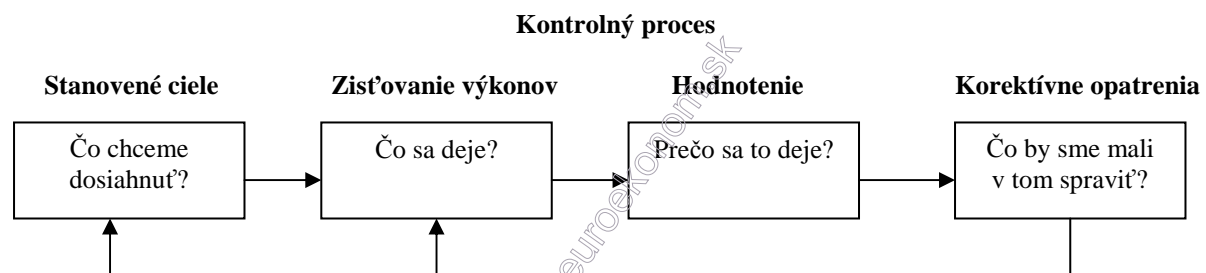 Kontrolný proces
Stanovené ciele Zisťovanie výkonov Hodnotenie Korektívne opatrenia
Čo chceme dosiahnuť?
Čo sa deje?
Prečo sa to deje?
Čo by sme mali v tom spraviť?
euroekonom.sk